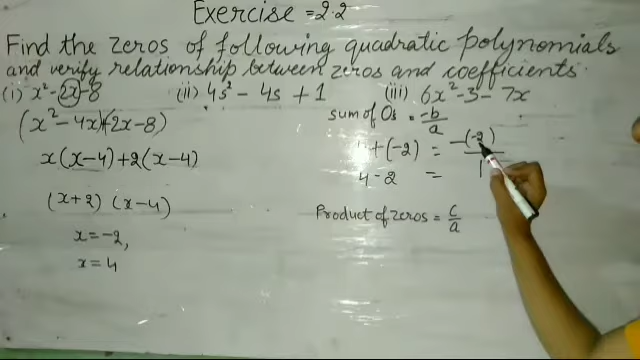 Exercise = 2.2
Find the zeros of following quadratic polynomials
and verify relationship between zeros and coefficients.
(i) x² - 2x - 8 (ii) 4s² - 4s + 1 (iii) 6x² - 3 - 7x
(x² - 4x)+(2x - 8)
x(x-4)+2(x-4)
(x+2) (x-4)
x = -2,
x = 4
sum of 0s = -b/a
+(-2) = -(-2)/1
4 - 2 =
Product of zeros = c/a